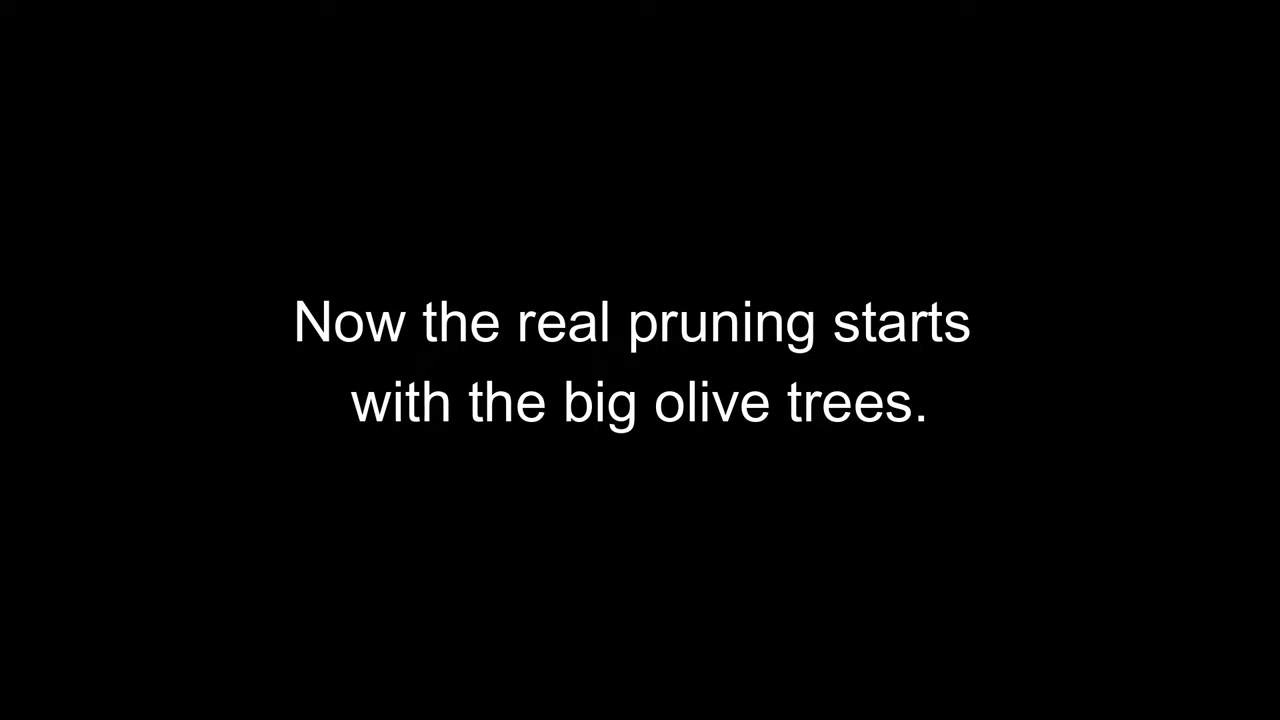 Now the real pruning starts
with the big olive trees.